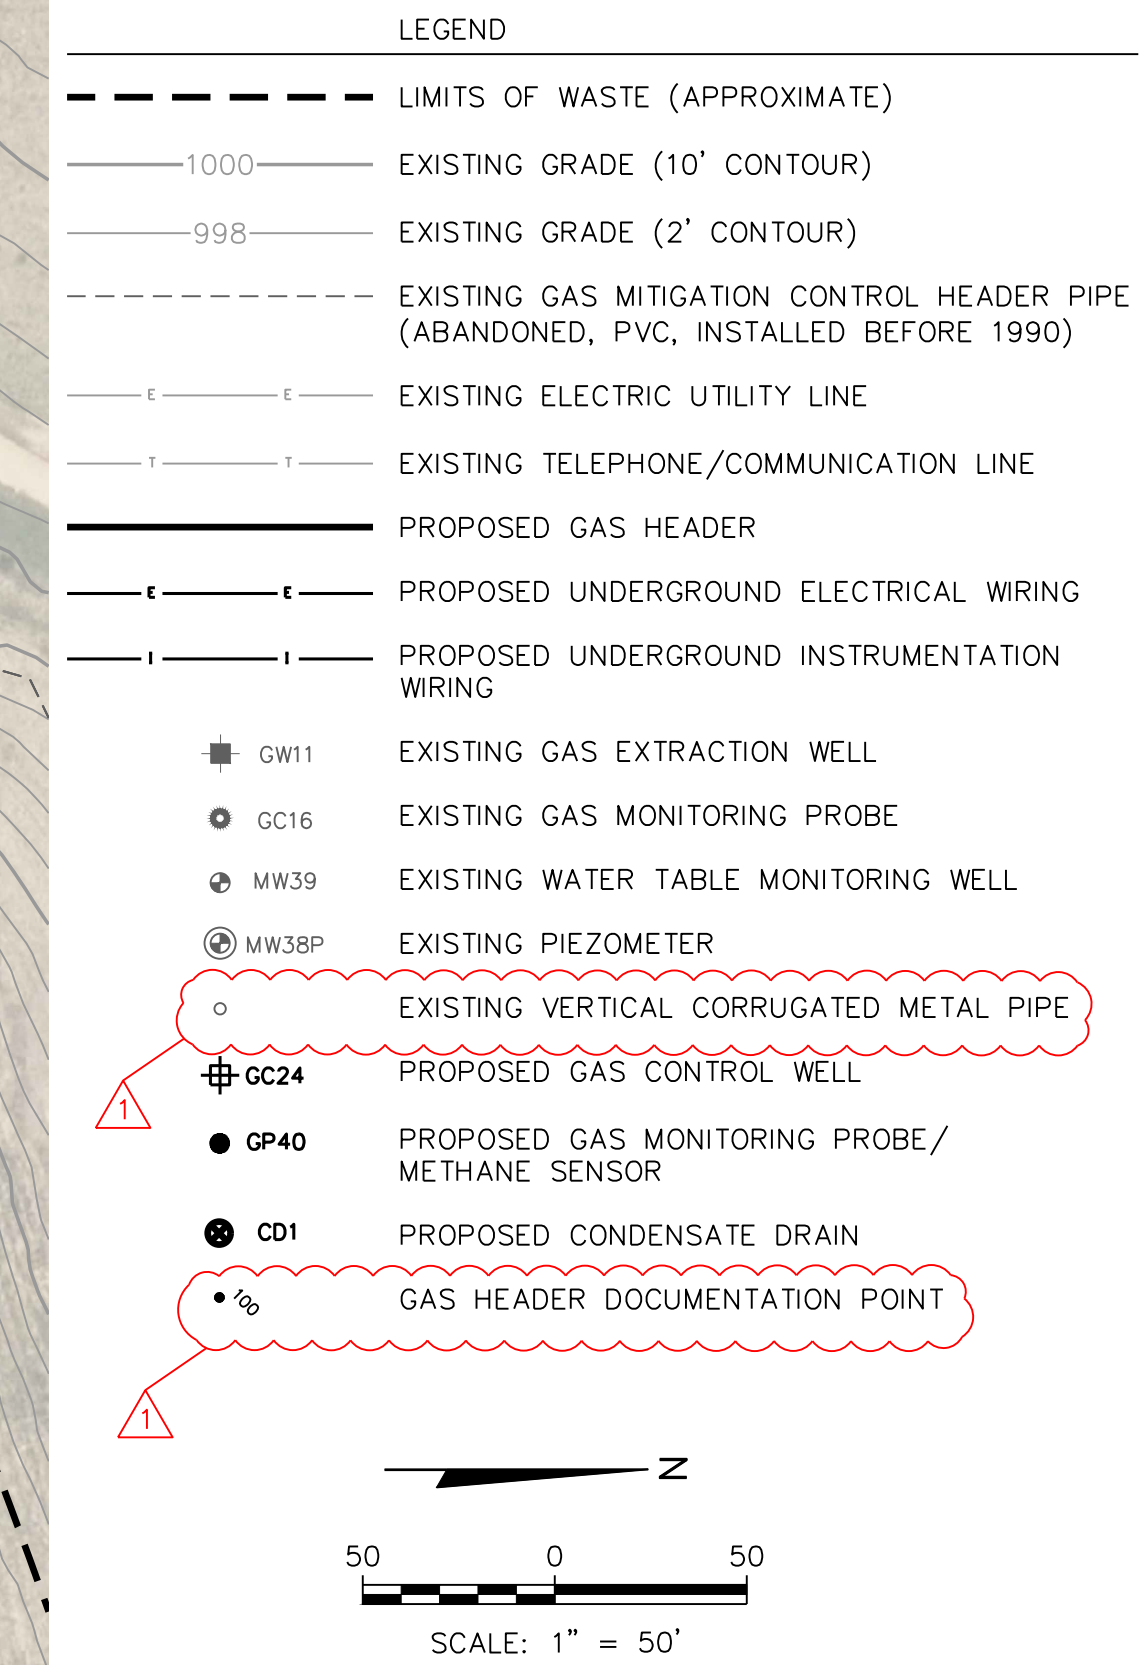 LEGEND
LIMITS OF WASTE (APPROXIMATE)
1000 EXISTING GRADE (10' CONTOUR)
998 EXISTING GRADE (2' CONTOUR)
EXISTING GAS MITIGATION CONTROL HEADER PIPE
(ABANDONED, PVC, INSTALLED BEFORE 1990)
E E EXISTING ELECTRIC UTILITY LINE
T T EXISTING TELEPHONE/COMMUNICATION LINE
PROPOSED GAS HEADER
E E PROPOSED UNDERGROUND ELECTRICAL WIRING
I I PROPOSED UNDERGROUND INSTRUMENTATION
WIRING
GW11 EXISTING GAS EXTRACTION WELL
GC16 EXISTING GAS MONITORING PROBE
MW39 EXISTING WATER TABLE MONITORING WELL
MW38P EXISTING PIEZOMETER
EXISTING VERTICAL CORRUGATED METAL PIPE
GC24 PROPOSED GAS CONTROL WELL
1
GP40 PROPOSED GAS MONITORING PROBE/
METHANE SENSOR
CD1 PROPOSED CONDENSATE DRAIN
100 GAS HEADER DOCUMENTATION POINT
1
N
50 0 50
SCALE: 1" = 50'